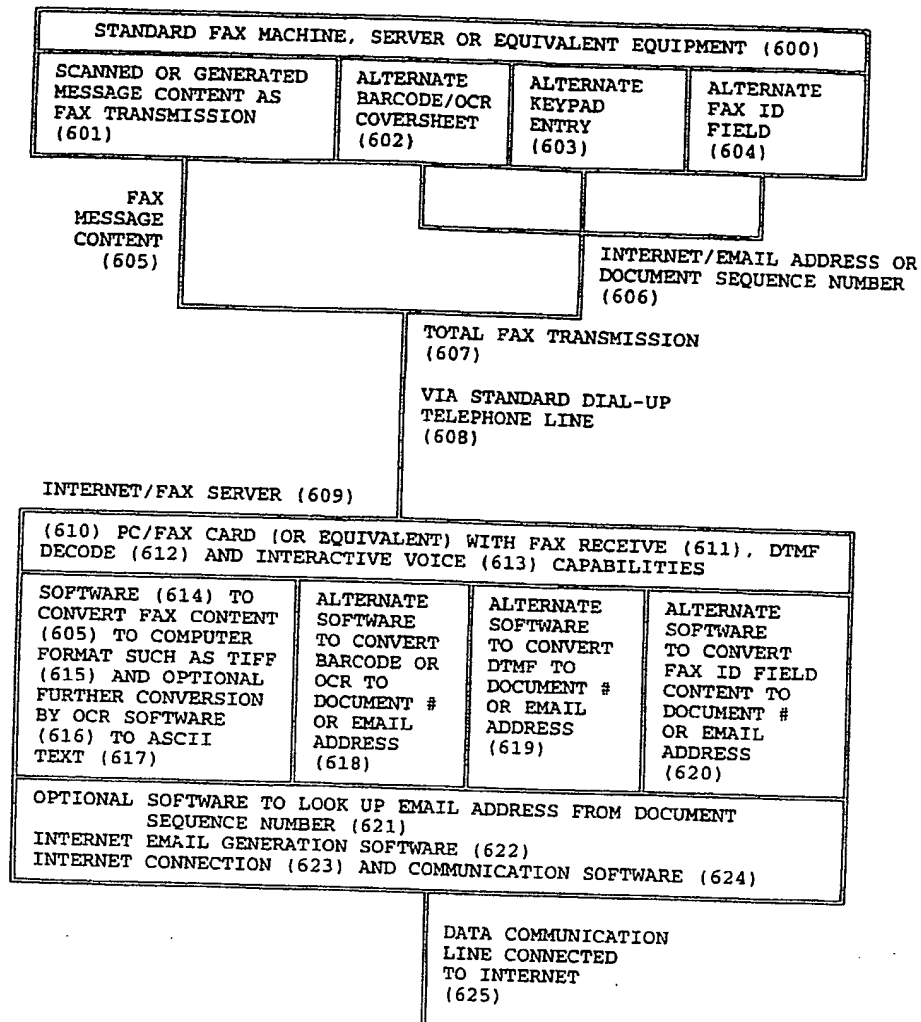 STANDARD FAX MACHINE, SERVER OR EQUIVALENT EQUIPMENT (600)
SCANNED OR GENERATED
MESSAGE CONTENT AS
FAX TRANSMISSION
(601)
ALTERNATE
BARCODE/OCR
COVERSHEET
(602)
ALTERNATE
KEYPAD
ENTRY
(603)
ALTERNATE
FAX ID
FIELD
(604)
FAX
MESSAGE
CONTENT
(605)
INTERNET/EMAIL ADDRESS OR
DOCUMENT SEQUENCE NUMBER
(606)
TOTAL FAX TRANSMISSION
(607)
VIA STANDARD DIAL-UP
TELEPHONE LINE
(608)
INTERNET/FAX SERVER (609)
(610) PC/FAX CARD (OR EQUIVALENT) WITH FAX RECEIVE (611), DTMF
DECODE (612) AND INTERACTIVE VOICE (613) CAPABILITIES
SOFTWARE (614) TO
CONVERT FAX CONTENT
(605) TO COMPUTER
FORMAT SUCH AS TIFF
(615) AND OPTIONAL
FURTHER CONVERSION
BY OCR SOFTWARE
(616) TO ASCII
TEXT (617)
ALTERNATE
SOFTWARE
TO CONVERT
BARCODE OR
OCR TO
DOCUMENT #
OR EMAIL
ADDRESS
(618)
ALTERNATE
SOFTWARE
TO CONVERT
DTMF TO
DOCUMENT #
OR EMAIL
ADDRESS
(619)
ALTERNATE
SOFTWARE
TO CONVERT
FAX ID FIELD
CONTENT TO
DOCUMENT #
OR EMAIL
ADDRESS
(620)
OPTIONAL SOFTWARE TO LOOK UP EMAIL ADDRESS FROM DOCUMENT
SEQUENCE NUMBER (621)
INTERNET EMAIL GENERATION SOFTWARE (622)
INTERNET CONNECTION (623) AND COMMUNICATION SOFTWARE (624)
DATA COMMUNICATION
LINE CONNECTED
TO INTERNET
(625)